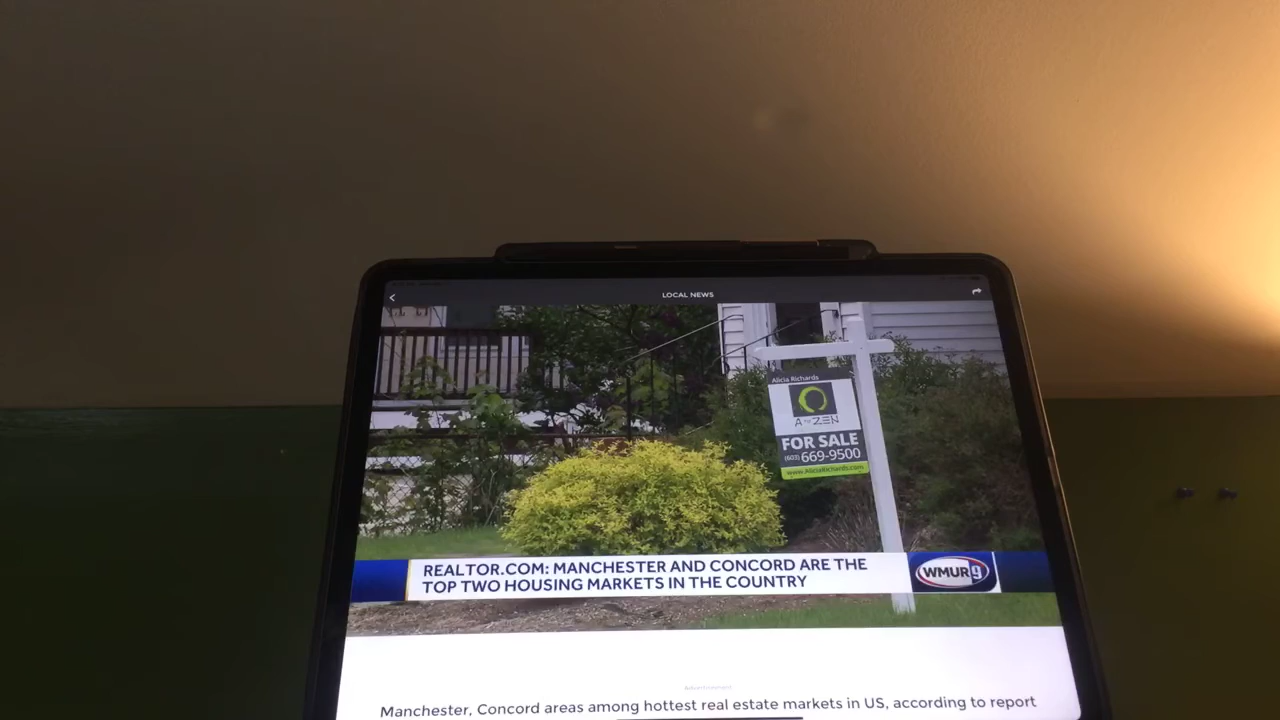 LOCAL NEWS
Alicia Richards
A TO ZEN
FOR SALE
(603) 669-9500
www.AliciaRichards.com
REALTOR.COM: MANCHESTER AND CONCORD ARE THE
TOP TWO HOUSING MARKETS IN THE COUNTRY
WMUR 9
Advertisement
Manchester, Concord areas among hottest real estate markets in US, according to report